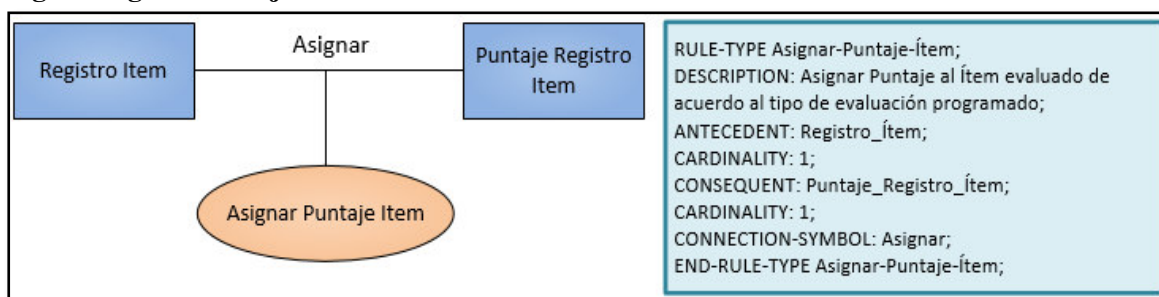 Registro Item
Asignar
Puntaje Registro
Item
Asignar Puntaje Item
RULE-TYPE Asignar-Puntaje-Ítem;
DESCRIPTION: Asignar Puntaje al Ítem evaluado de
acuerdo al tipo de evaluación programado;
ANTECEDENT: Registro_Ítem;
CARDINALITY: 1;
CONSEQUENT: Puntaje_Registro_Ítem;
CARDINALITY: 1;
CONNECTION-SYMBOL: Asignar;
END-RULE-TYPE Asignar-Puntaje-Ítem;